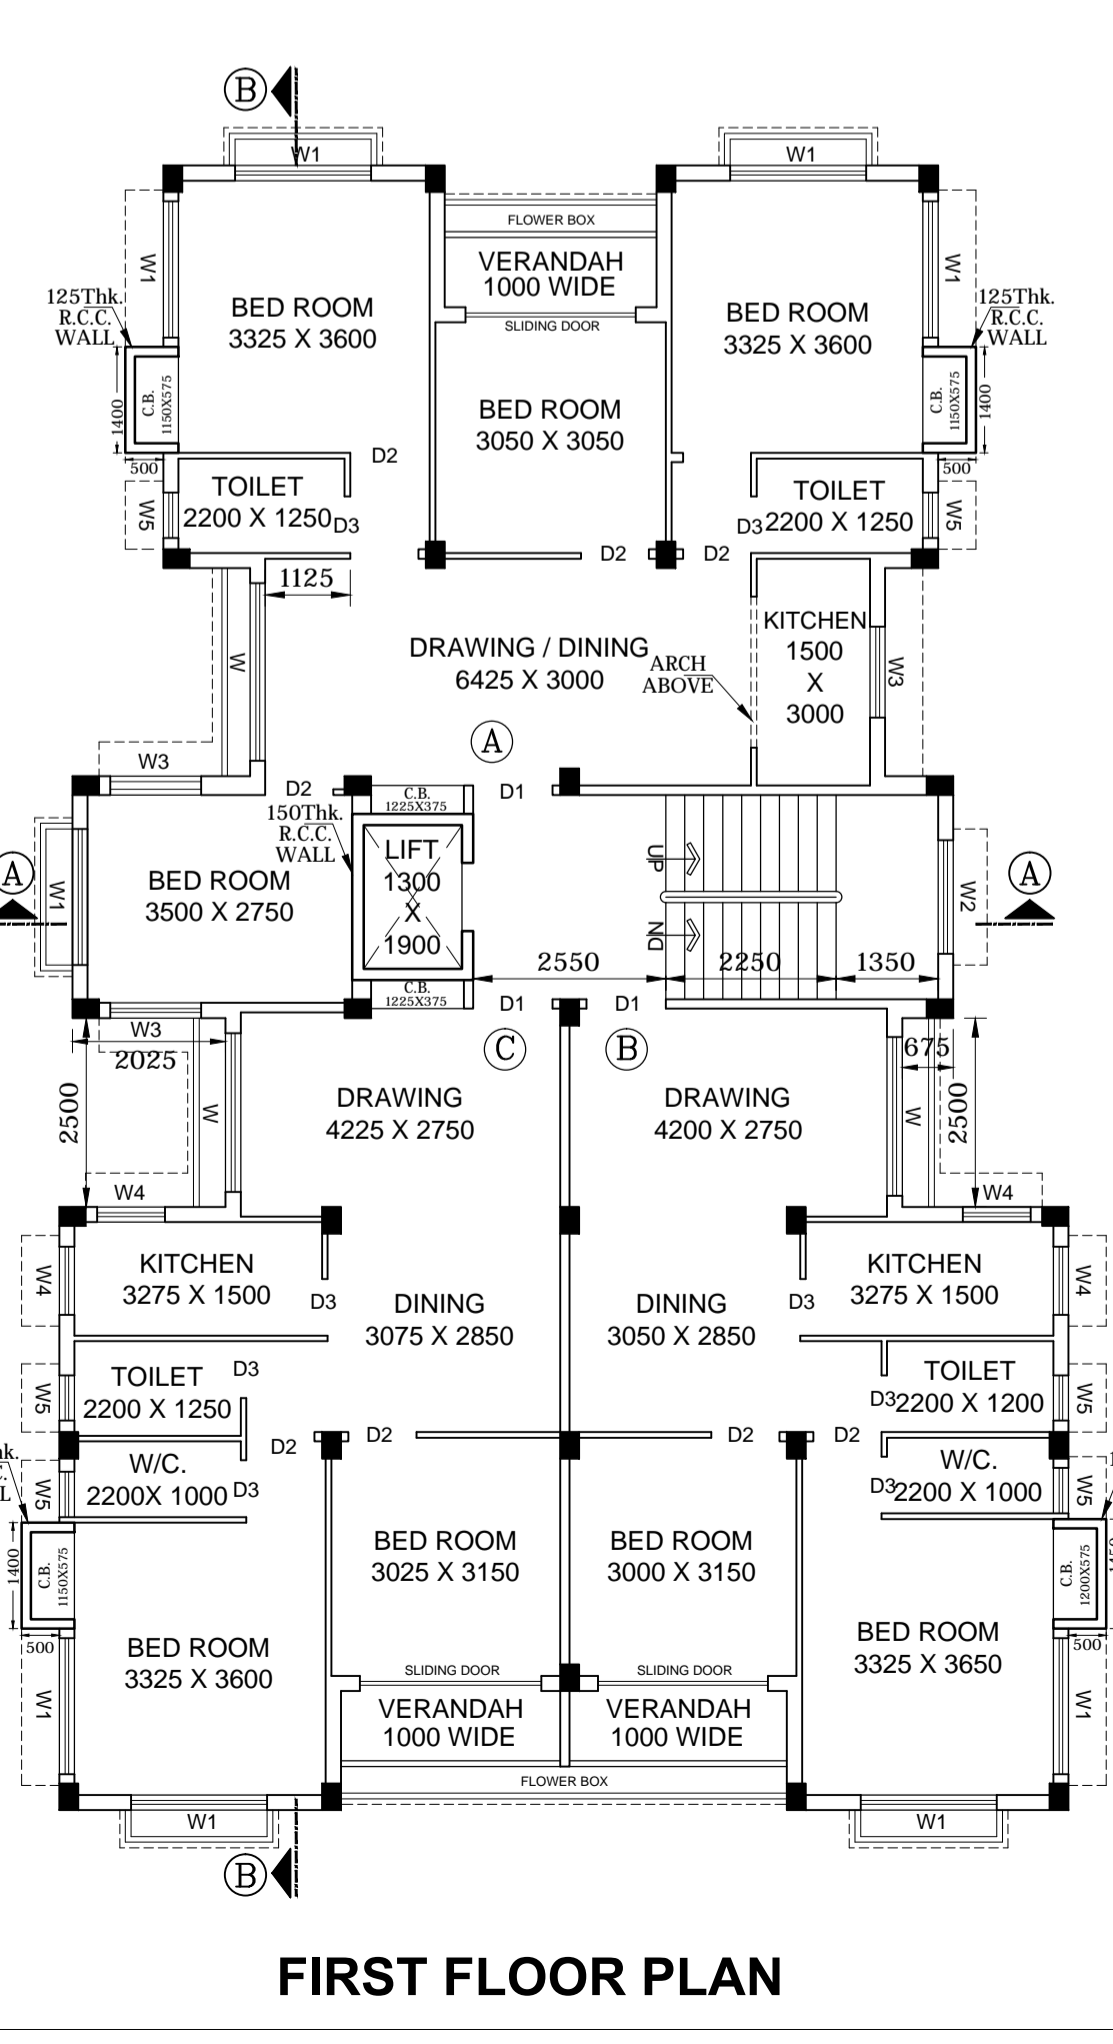 B
W1
W1
FLOWER BOX
VERANDAH
1000 WIDE
SLIDING DOOR
W1
W1
125Thk.
R.C.C.
WALL
125Thk.
R.C.C.
WALL
BED ROOM
3325 X 3600
BED ROOM
3325 X 3600
BED ROOM
3050 X 3050
C.B.
1150X575
1400
500
C.B.
1150X575
1400
500
D2
TOILET
2200 X 1250
D3
W5
TOILET
2200 X 1250
D3
W5
D2
D2
1125
W
DRAWING / DINING
6425 X 3000
ARCH
ABOVE
KITCHEN
1500
X
3000
W3
A
W3
D2
C.B.
1225X375
D1
150Thk.
R.C.C.
WALL
LIFT
1300
X
1900
UP
DN
A
W1
BED ROOM
3500 X 2750
W2
A
2550
2250
1350
C.B.
1225X375
D1
D1
W3
2025
2500
C
B
675
2500
W
W
DRAWING
4225 X 2750
DRAWING
4200 X 2750
W4
W4
KITCHEN
3275 X 1500
W4
D3
DINING
3075 X 2850
DINING
3050 X 2850
D3
KITCHEN
3275 X 1500
W4
TOILET
2200 X 1250
D3
W5
TOILET
2200 X 1200
D3
W5
D2
D2
D2
D2
W/C.
2200X 1000
D3
W5
W/C.
2200 X 1000
D3
W5
C.B.
1150X575
1400
500
BED ROOM
3025 X 3150
BED ROOM
3000 X 3150
C.B.
1200X575
500
BED ROOM
3325 X 3600
BED ROOM
3325 X 3650
W1
W1
SLIDING DOOR
SLIDING DOOR
VERANDAH
1000 WIDE
VERANDAH
1000 WIDE
FLOWER BOX
W1
W1
B
FIRST FLOOR PLAN